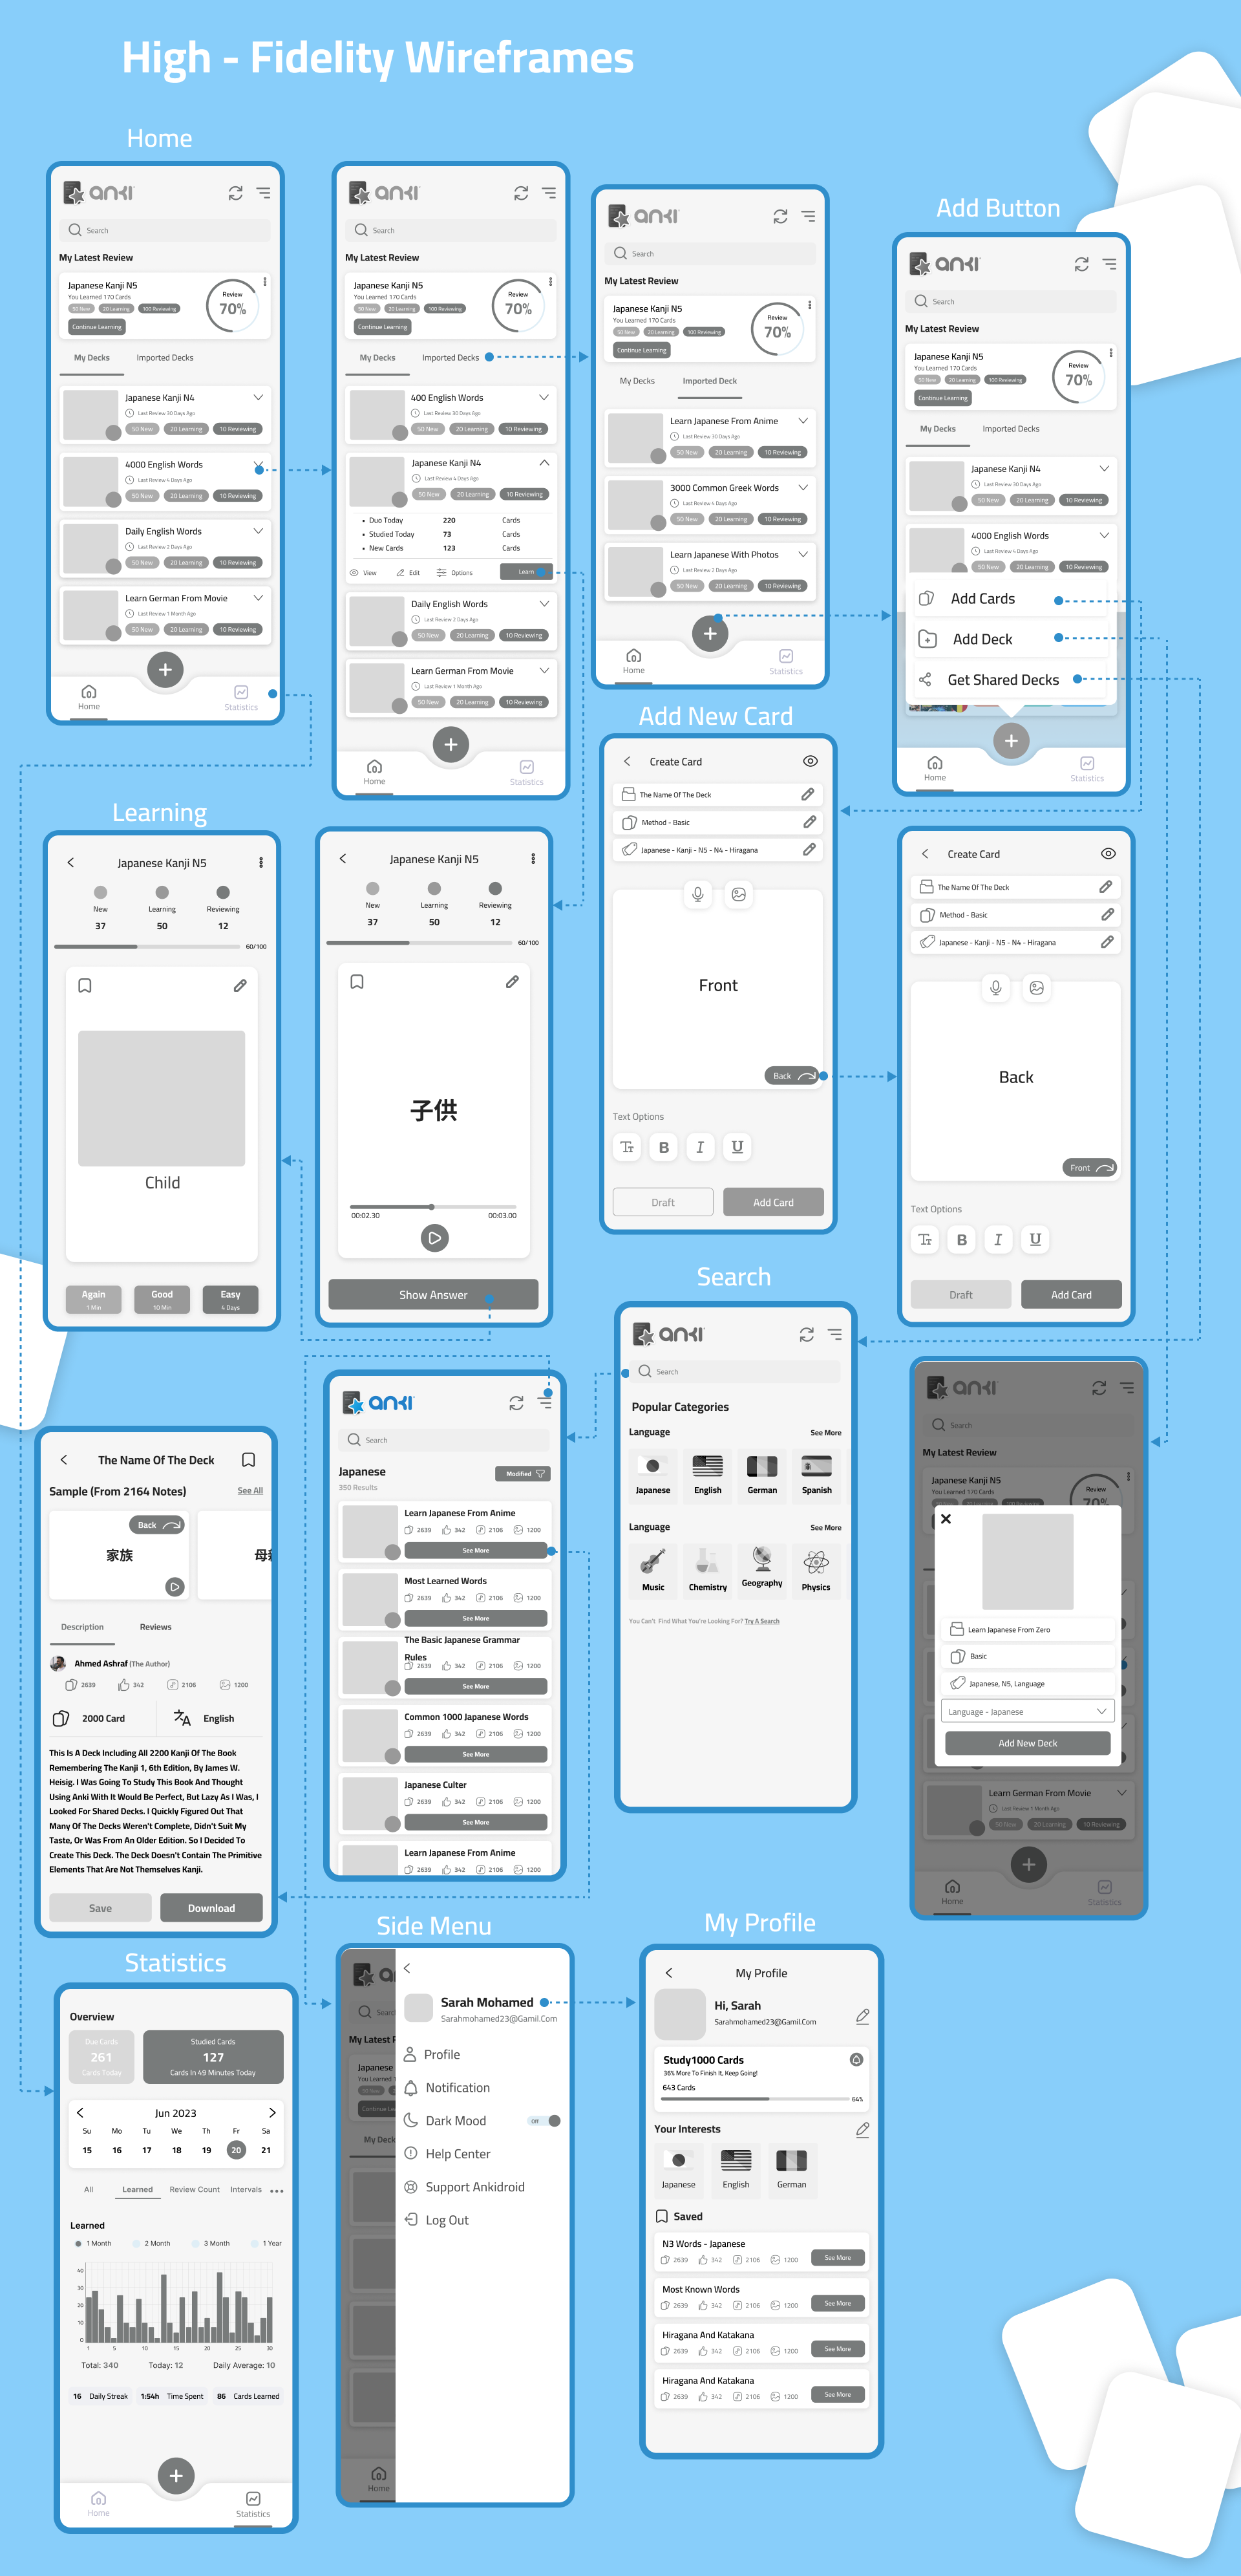 High - Fidelity Wireframes
Home
anki
Search
My Latest Review
Japanese Kanji N5
You Learned 170 Cards
50 New 20 Learning 100 Reviewing
Continue Learning
Review
70%
My Decks Imported Decks
Japanese Kanji N4
Last Review 30 Days Ago
50 New 20 Learning 10 Reviewing
4000 English Words
Last Review 4 Days Ago
50 New 20 Learning 10 Reviewing
Daily English Words
Last Review 2 Days Ago
50 New 20 Learning 10 Reviewing
Learn German From Movie
Last Review 1 Month Ago
50 New 20 Learning 10 Reviewing
Home Statistics
anki
Search
My Latest Review
Japanese Kanji N5
You Learned 170 Cards
50 New 20 Learning 100 Reviewing
Continue Learning
Review
70%
My Decks Imported Decks
400 English Words
Last Review 30 Days Ago
50 New 20 Learning 10 Reviewing
Japanese Kanji N4
Last Review 4 Days Ago
50 New 20 Learning 10 Reviewing
• Duo Today 220 Cards
• Studied Today 73 Cards
• New Cards 123 Cards
View Edit Options Learn
Daily English Words
Last Review 2 Days Ago
50 New 20 Learning 10 Reviewing
Learn German From Movie
Last Review 1 Month Ago
50 New 20 Learning 10 Reviewing
Home Statistics
anki
Search
My Latest Review
Japanese Kanji N5
You Learned 170 Cards
50 New 20 Learning 100 Reviewing
Continue Learning
Review
70%
My Decks Imported Deck
Learn Japanese From Anime
Last Review 30 Days Ago
50 New 20 Learning 10 Reviewing
3000 Common Greek Words
Last Review 4 Days Ago
50 New 20 Learning 10 Reviewing
Learn Japanese With Photos
Last Review 2 Days Ago
50 New 20 Learning 10 Reviewing
Home Statistics
Add Button
anki
Search
My Latest Review
Japanese Kanji N5
You Learned 170 Cards
50 New 20 Learning 100 Reviewing
Continue Learning
Review
70%
My Decks Imported Decks
Japanese Kanji N4
Last Review 30 Days Ago
50 New 20 Learning 10 Reviewing
4000 English Words
Last Review 4 Days Ago
50 New 20 Learning 10 Reviewing
Add Cards
Add Deck
Get Shared Decks
Home Statistics
Learning
Japanese Kanji N5
New Learning Reviewing
37 50 12
60/100
Child
Again
1 Min
Good
10 Min
Easy
4 Days
Japanese Kanji N5
New Learning Reviewing
37 50 12
60/100
子供
00:02.30 00:03.00
Show Answer
Add New Card
Create Card
The Name Of The Deck
Method - Basic
Japanese - Kanji - N5 - N4 - Hiragana
Front
Back
Text Options
Tt B I U
Draft Add Card
Create Card
The Name Of The Deck
Method - Basic
Japanese - Kanji - N5 - N4 - Hiragana
Back
Front
Text Options
Tt B I U
Draft Add Card
Search
anki
Search
Popular Categories
Language See More
Japanese English German Spanish
Language See More
Music Chemistry Geography Physics
You Can't Find What You're Looking For? Try A Search
anki
Search
My Latest Review
Japanese Kanji N5
You Learned 170 Cards
Review
70%
Learn Japanese From Zero
Basic
Japanese, N5, Language
Language - Japanese
Add New Deck
Learn German From Movie
Last Review 1 Month Ago
50 New 20 Learning 10 Reviewing
Home Statistics
anki
Search
Japanese
350 Results
Modified
Learn Japanese From Anime
2639 342 2106 1200
See More
Most Learned Words
2639 342 2106 1200
See More
The Basic Japanese Grammar
Rules
2639 342 2106 1200
See More
Common 1000 Japanese Words
2639 342 2106 1200
See More
Japanese Culter
2639 342 2106 1200
See More
Learn Japanese From Anime
2639 342 2106 1200
The Name Of The Deck
Sample (From 2164 Notes) See All
Back
家族
母
Description Reviews
Ahmed Ashraf (The Author)
2639 342 2106 1200
2000 Card English
This Is A Deck Including All 2200 Kanji Of The Book
Remembering The Kanji 1, 6th Edition, By James W.
Heisig. I Was Going To Study This Book And Thought
Using Anki With It Would Be Perfect, But Lazy As I Was, I
Looked For Shared Decks. I Quickly Figured Out That
Many Of The Decks Weren't Complete, Didn't Suit My
Taste, Or Was From An Older Edition. So I Decided To
Create This Deck. The Deck Doesn't Contain The Primitive
Elements That Are Not Themselves Kanji.
Save Download
Statistics
Overview
Due Cards
261
Cards Today
Studied Cards
127
Cards In 49 Minutes Today
Jun 2023
Su Mo Tu We Th Fr Sa
15 16 17 18 19 20 21
All Learned Review Count Intervals
Learned
1 Month 2 Month 3 Month 1 Year
40
30
20
10
0
1 5 10 15 20 25 30
Total: 340 Today: 12 Daily Average: 10
16 Daily Streak 1:54h Time Spent 86 Cards Learned
Home Statistics
Side Menu
Search
My Latest
Japanese
You Learned
50 New
My Deck
Home
Sarah Mohamed
Sarahmohamed23@Gamil.Com
Profile
Notification
Dark Mood Off
Help Center
Support Ankidroid
Log Out
My Profile
My Profile
Hi, Sarah
Sarahmohamed23@Gamil.Com
Study1000 Cards
36% More To Finish It, Keep Going!
643 Cards
64%
Your Interests
Japanese English German
Saved
N3 Words - Japanese
2639 342 2106 1200
See More
Most Known Words
2639 342 2106 1200
See More
Hiragana And Katakana
2639 342 2106 1200
See More
Hiragana And Katakana
2639 342 2106 1200
See More